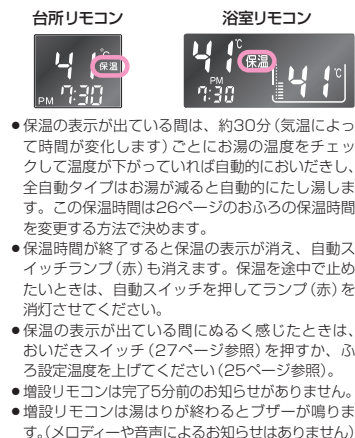 台所リモコン
浴室リモコン
41℃
保温
PM 7:30
41℃
保温
PM
7:30
41℃
●保温の表示が出ている間は、約30分(気温によっ
て時間が変化します)ごとにお湯の温度をチェッ
クして温度が下がっていれば自動的においだきし、
全自動タイプはお湯が減ると自動的にたし湯しま
す。この保温時間は26ページのおふろの保温時間
を変更する方法で決めます。
●保温時間が終了すると保温の表示が消え、自動ス
イッチランプ(赤)も消えます。保温を途中で止め
たいときは、自動スイッチを押してランプ(赤)を
消灯させてください。
●保温の表示が出ている間にぬるく感じたときは、
おいだきスイッチ(27ページ参照)を押すか、ふ
ろ設定温度を上げてください(25ページ参照)。
●増設リモコンは完了5分前のお知らせがありません。
●増設リモコンは湯はりが終わるとブザーが鳴りま
す。(メロディーや音声によるお知らせはありません)